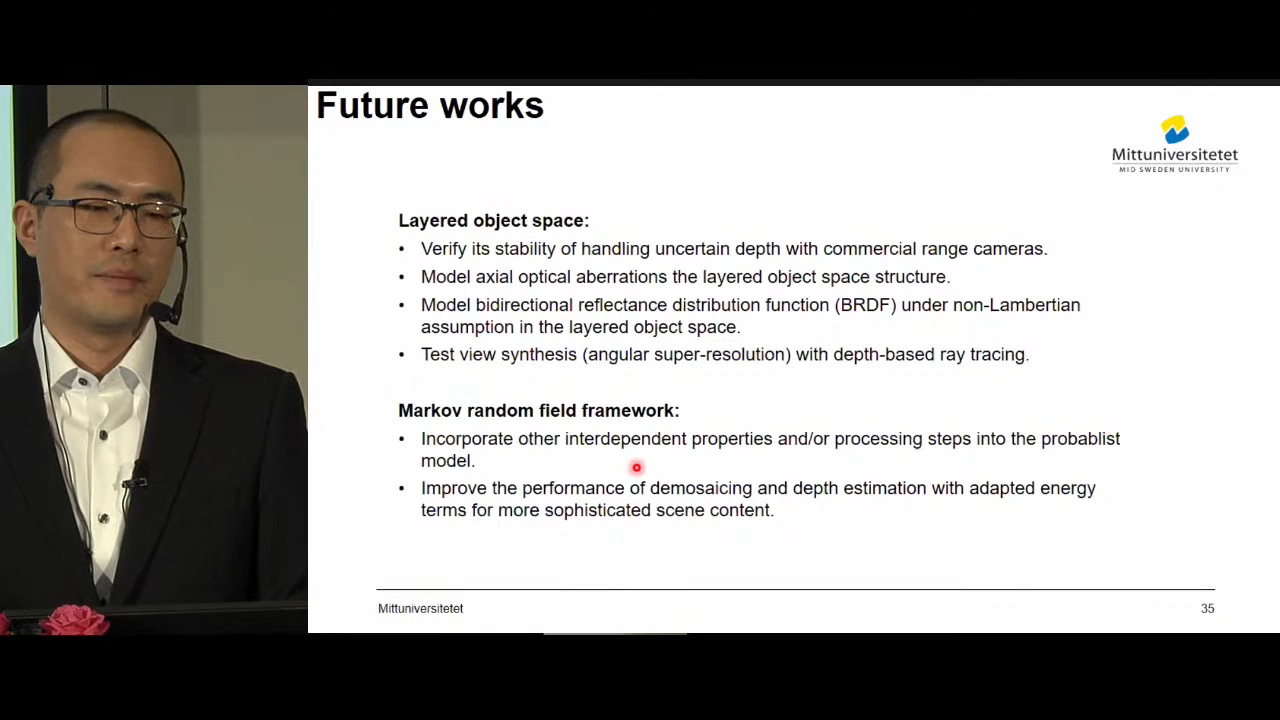 Future works
Mittuniversitetet
MID SWEDEN UNIVERSITY
Layered object space:
• Verify its stability of handling uncertain depth with commercial range cameras.
• Model axial optical aberrations the layered object space structure.
• Model bidirectional reflectance distribution function (BRDF) under non-Lambertian
assumption in the layered object space.
• Test view synthesis (angular super-resolution) with depth-based ray tracing.
Markov random field framework:
• Incorporate other interdependent properties and/or processing steps into the probablist
model.
• Improve the performance of demosaicing and depth estimation with adapted energy
terms for more sophisticated scene content.
Mittuniversitetet
35